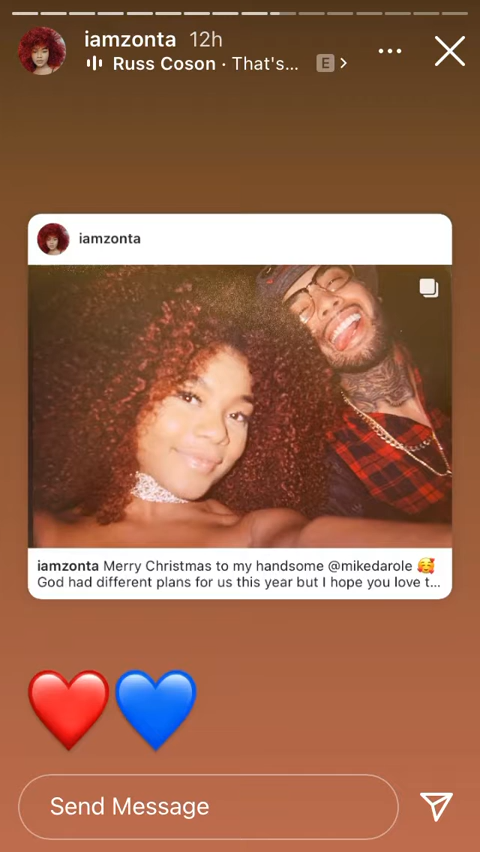 iamzonta 12h
Russ Coson · That's... E >
iamzonta
iamzonta Merry Christmas to my handsome @mikedarole 🥰
God had different plans for us this year but I hope you love t...
Send Message